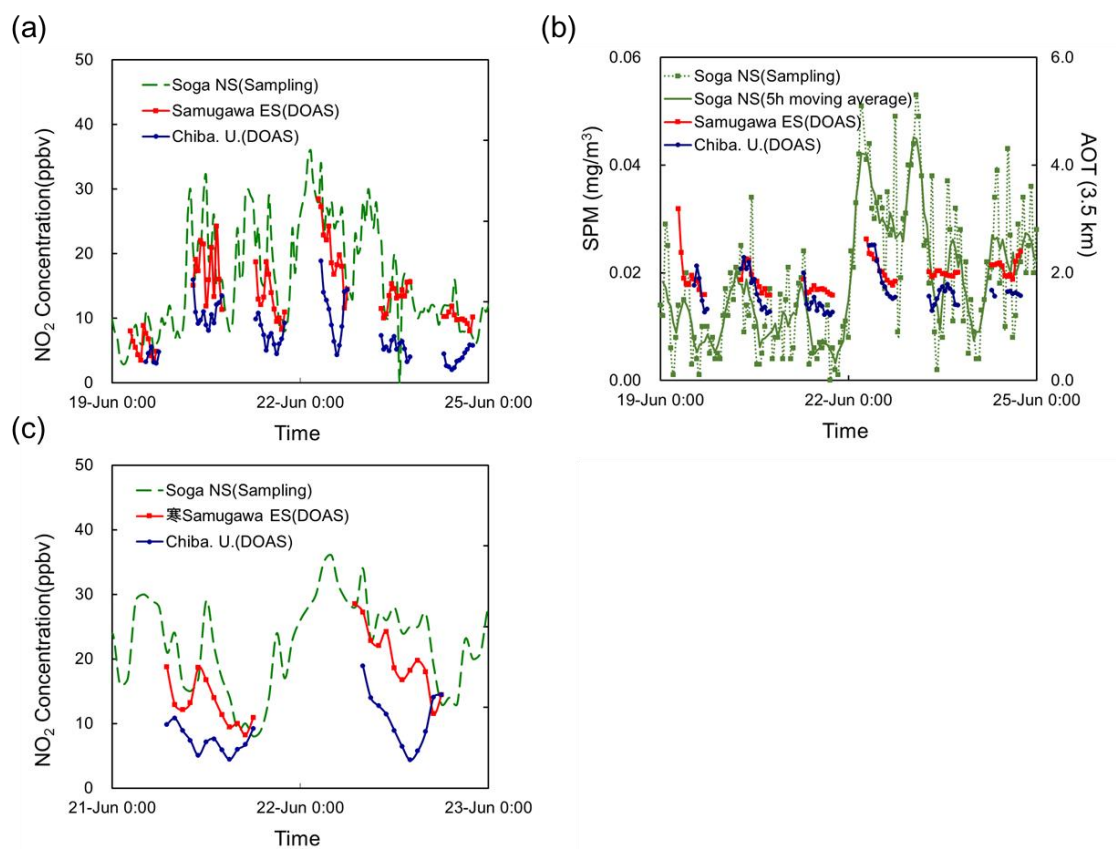 (a)
50
40
30
20
10
0
NO2 Concentration(ppbv)
Soga NS(Sampling)
Samugawa ES(DOAS)
Chiba. U.(DOAS)
19-Jun 0:00
22-Jun 0:00
25-Jun 0:00
Time
(b)
0.06
0.04
0.02
0.00
SPM (mg/m3)
Soga NS(Sampling)
Soga NS(5h moving average)
Samugawa ES(DOAS)
Chiba. U.(DOAS)
6.0
4.0
2.0
0.0
AOT (3.5 km)
19-Jun 0:00
22-Jun 0:00
25-Jun 0:00
Time
(c)
50
40
30
20
10
0
NO2 Concentration(ppbv)
Soga NS(Sampling)
寒Samugawa ES(DOAS)
Chiba. U.(DOAS)
21-Jun 0:00
22-Jun 0:00
23-Jun 0:00
Time